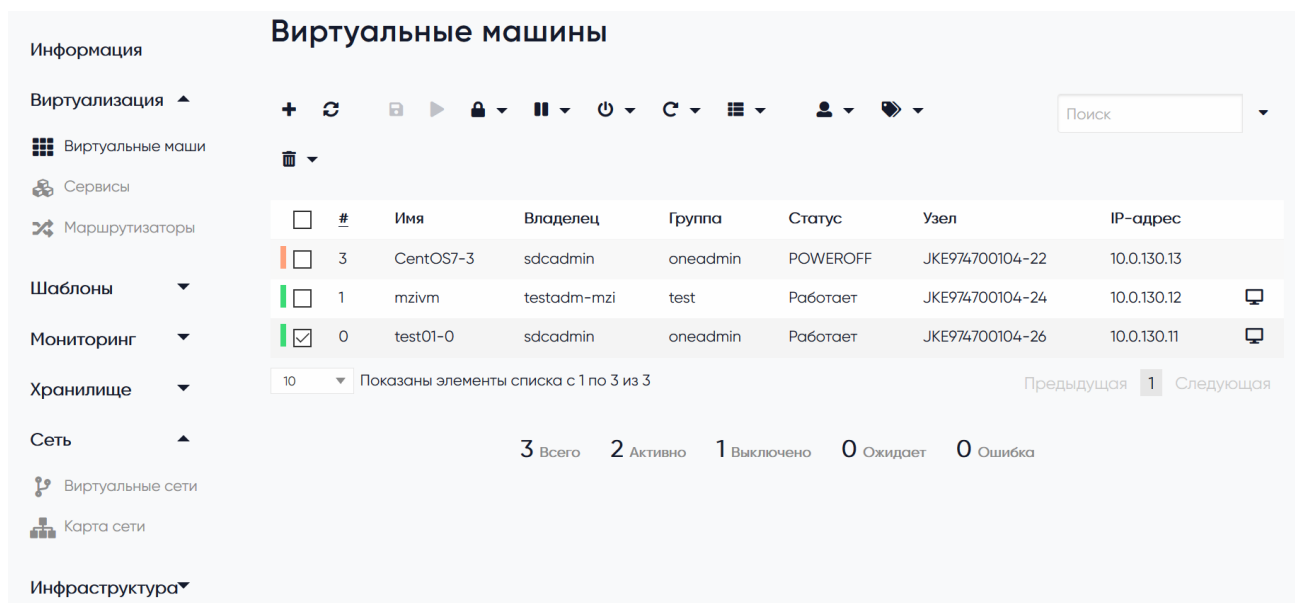 Виртуальные машины
Информация
Виртуализация
Виртуальные маши
Сервисы
Маршрутизаторы
Шаблоны
Мониторинг
Хранилище
Сеть
Виртуальные сети
Карта сети
Инфраструктура
Поиск
# Имя Владелец Группа Статус Узел IP-адрес
3 CentOS7-3 sdcadmin oneadmin POWEROFF JKE974700104-22 10.0.130.13
1 mzivm testadm-mzi test Работает JKE974700104-24 10.0.130.12
0 test01-0 sdcadmin oneadmin Работает JKE974700104-26 10.0.130.11
10 Показаны элементы списка с 1 по 3 из 3 Предыдущая 1 Следующая
3 Всего 2 Активно 1 Выключено 0 Ожидает 0 Ошибка